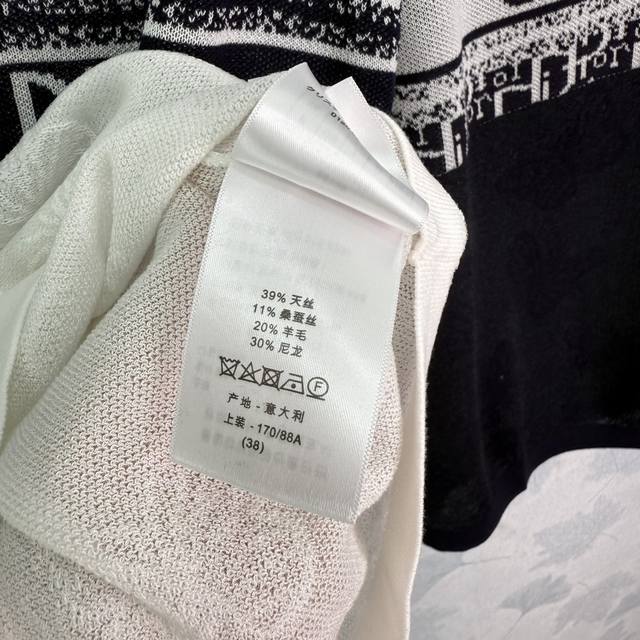 Dior
39% 天丝
11% 桑蚕丝
20% 羊毛
30% 尼龙
F
产地 - 意大利
上装 - 170/88A
(38)